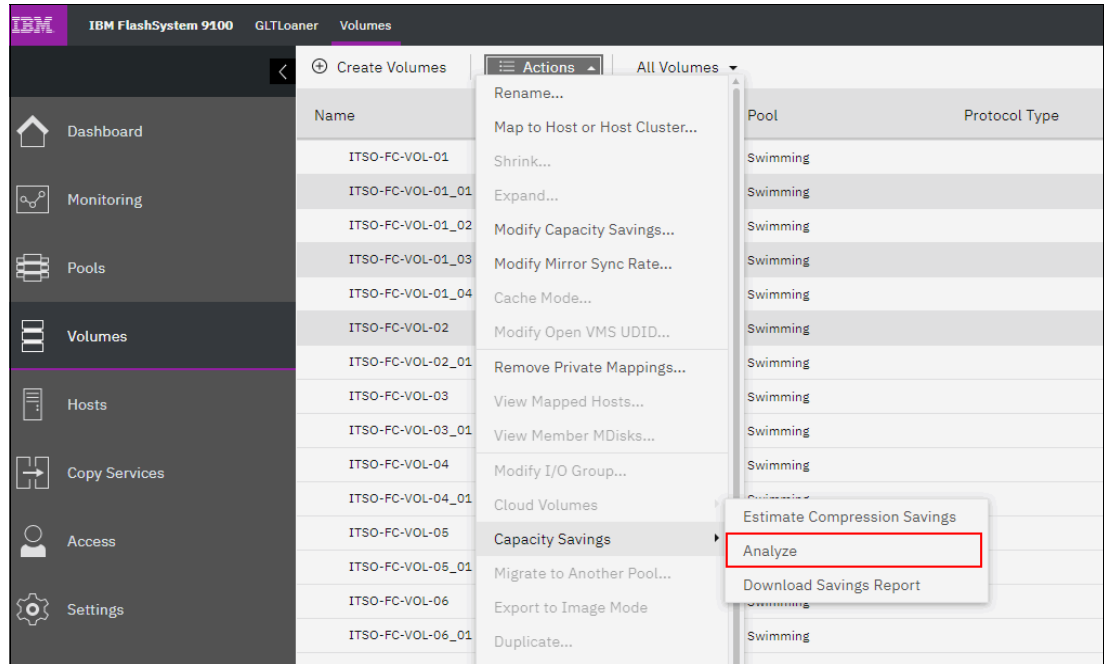 IBM IBM FlashSystem 9100 GLTLoaner Volumes
Create Volumes Actions All Volumes
Dashboard
Monitoring
Pools
Volumes
Hosts
Copy Services
Access
Settings
Name
ITSO-FC-VOL-01
ITSO-FC-VOL-01_01
ITSO-FC-VOL-01_02
ITSO-FC-VOL-01_03
ITSO-FC-VOL-01_04
ITSO-FC-VOL-02
ITSO-FC-VOL-02_01
ITSO-FC-VOL-03
ITSO-FC-VOL-03_01
ITSO-FC-VOL-04
ITSO-FC-VOL-04_01
ITSO-FC-VOL-05
ITSO-FC-VOL-05_01
ITSO-FC-VOL-06
ITSO-FC-VOL-06_01
Rename...
Map to Host or Host Cluster...
Shrink...
Expand...
Modify Capacity Savings...
Modify Mirror Sync Rate...
Cache Mode...
Modify Open VMS UDID...
Remove Private Mappings...
View Mapped Hosts...
View Member MDisks...
Modify I/O Group...
Cloud Volumes
Capacity Savings
Migrate to Another Pool...
Export to Image Mode
Duplicate...
Estimate Compression Savings
Analyze
Download Savings Report
Pool Protocol Type
Swimming
Swimming
Swimming
Swimming
Swimming
Swimming
Swimming
Swimming
Swimming
Swimming
Swimming